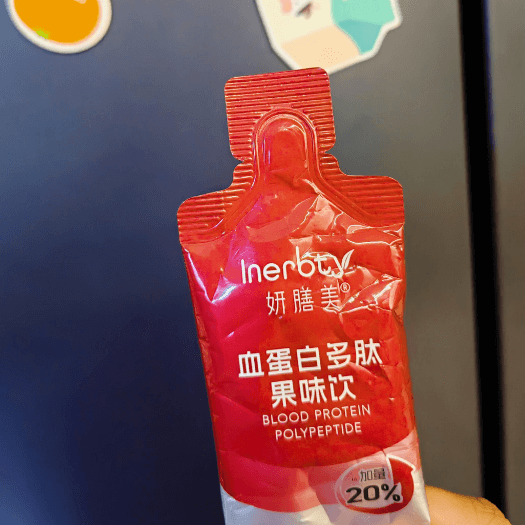 Inerbty
妍膳美®
血蛋白多肽
果味饮
BLOOD PROTEIN
POLYPEPTIDE
加量
20%